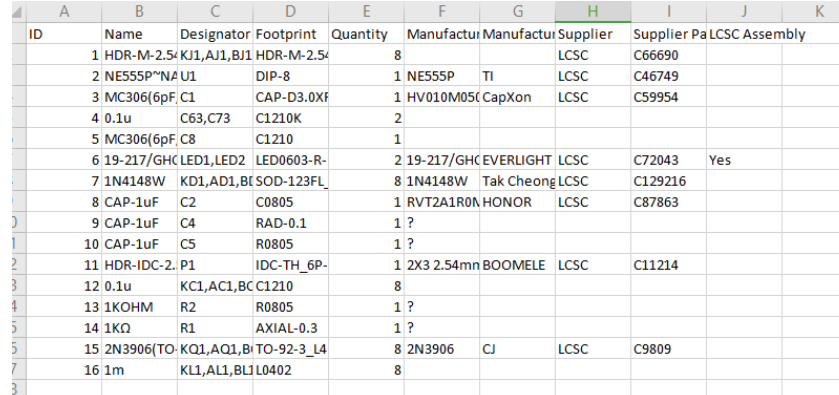 A B C D E F G H I J K
ID Name Designator Footprint Quantity Manufactur Manufactur Supplier Supplier Pa LCSC Assembly
1 HDR-M-2.54 KJ1,AJ1,BJ1 HDR-M-2.54 8 LCSC C66690
2 NE555P~NA U1 DIP-8 1 NE555P TI LCSC C46749
3 MC306(6pF, C1 CAP-D3.0XF 1 HV010M050 CapXon LCSC C59954
4 0.1u C63,C73 C1210K 2
5 MC306(6pF, C8 C1210 1
6 19-217/GHC LED1,LED2 LED0603-R- 2 19-217/GHC EVERLIGHT LCSC C72043 Yes
7 1N4148W KD1,AD1,BD SOD-123FL_ 8 1N4148W Tak Cheong LCSC C129216
8 CAP-1uF C2 C0805 1 RVT2A1R0M HONOR LCSC C87863
9 CAP-1uF C4 RAD-0.1 1 ?
10 CAP-1uF C5 R0805 1 ?
11 HDR-IDC-2. P1 IDC-TH_6P- 1 2X3 2.54mm BOOMELE LCSC C11214
12 0.1u KC1,AC1,BC C1210 8
13 1KOHM R2 R0805 1 ?
14 1KΩ R1 AXIAL-0.3 1 ?
15 2N3906(TO- KQ1,AQ1,B TO-92-3_L4 8 2N3906 CJ LCSC C9809
16 1m KL1,AL1,BL1 L0402 8